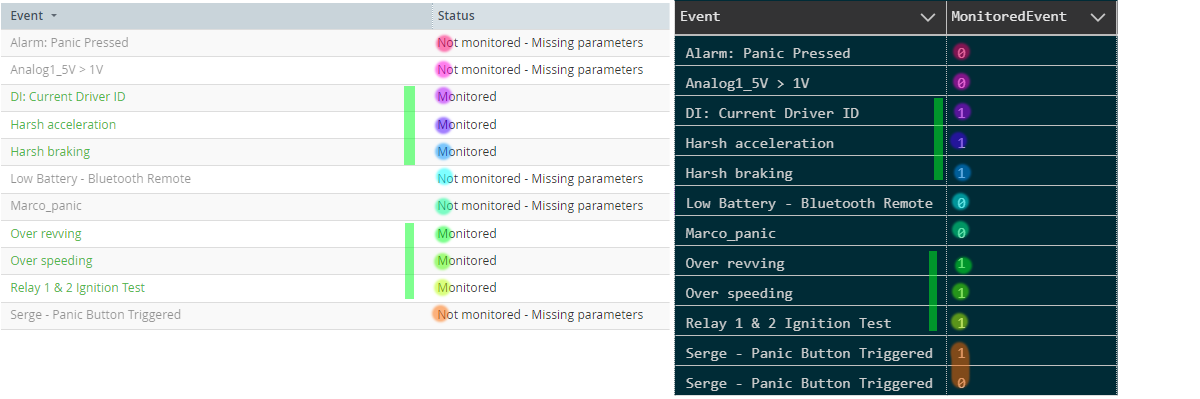 Event Status
Alarm: Panic Pressed Not monitored - Missing parameters
Analog1_5V > 1V Not monitored - Missing parameters
DI: Current Driver ID Monitored
Harsh acceleration Monitored
Harsh braking Monitored
Low Battery - Bluetooth Remote Not monitored - Missing parameters
Marco_panic Not monitored - Missing parameters
Over revving Monitored
Over speeding Monitored
Relay 1 & 2 Ignition Test Monitored
Serge - Panic Button Triggered Not monitored - Missing parameters
Event MonitoredEvent
Alarm: Panic Pressed 0
Analog1_5V > 1V 0
DI: Current Driver ID 1
Harsh acceleration 1
Harsh braking 1
Low Battery - Bluetooth Remote 0
Marco_panic 0
Over revving 1
Over speeding 1
Relay 1 & 2 Ignition Test 1
Serge - Panic Button Triggered 1
Serge - Panic Button Triggered 0